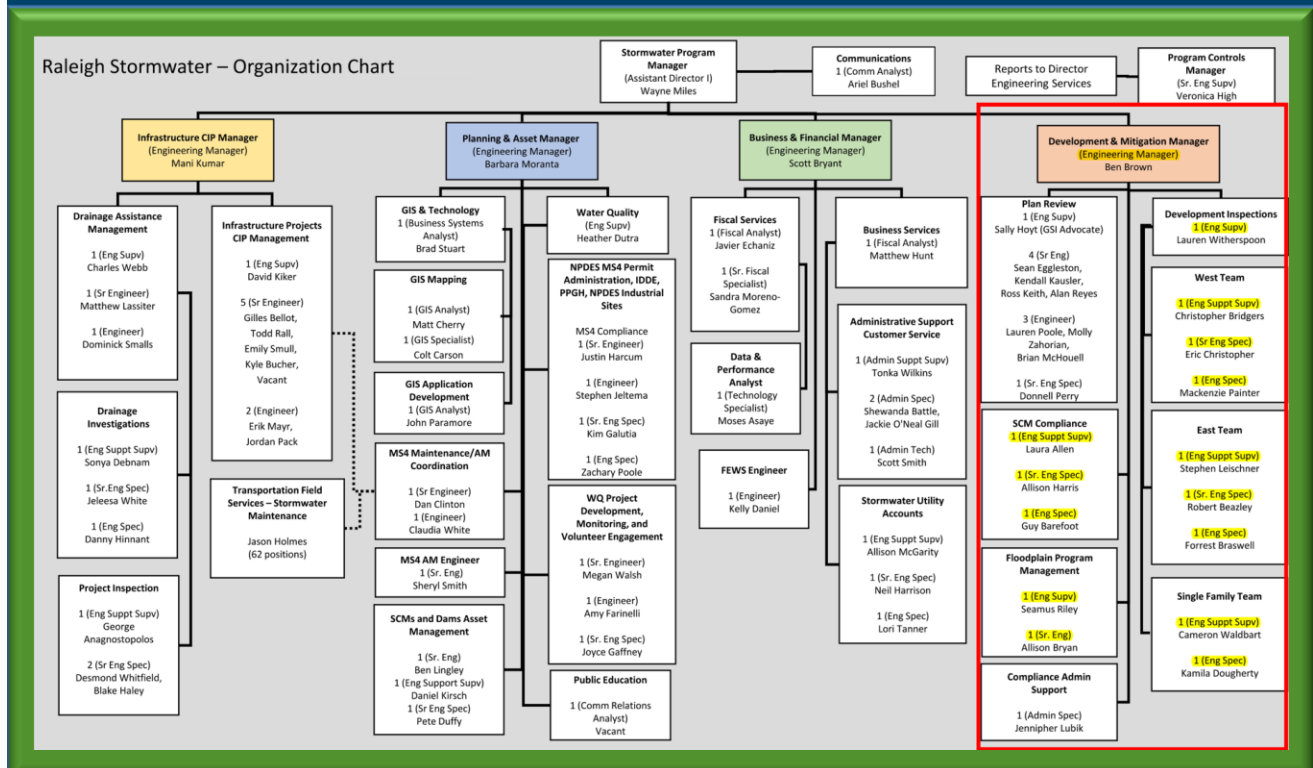 Raleigh Stormwater – Organization Chart
Stormwater Program
Manager
(Assistant Director I)
Wayne Miles
Communications
1 (Comm Analyst)
Ariel Bushel
Reports to Director
Engineering Services
Program Controls
Manager
(Sr. Eng Supv)
Veronica High
Infrastructure CIP Manager
(Engineering Manager)
Mani Kumar
Planning & Asset Manager
(Engineering Manager)
Barbara Moranta
Business & Financial Manager
(Engineering Manager)
Scott Bryant
Development & Mitigation Manager
(Engineering Manager)
Ben Brown
Drainage Assistance
Management
1 (Eng Supv)
Charles Webb
1 (Sr Engineer)
Matthew Lassiter
1 (Engineer)
Dominick Smalls
Drainage
Investigations
1 (Eng Suppt Supv)
Sonya Debnam
1 (Sr.Eng Spec)
Jeleesa White
1 (Eng Spec)
Danny Hinnant
Project Inspection
1 (Eng Suppt Supv)
George
Anagnostopolos
2 (Sr Eng Spec)
Desmond Whitfield,
Blake Haley
Infrastructure Projects
CIP Management
1 (Eng Supv)
David Kiker
5 (Sr Engineer)
Gilles Bellot,
Todd Rall,
Emily Smull,
Kyle Bucher,
Vacant
2 (Engineer)
Erik Mayr,
Jordan Pack
Transportation Field
Services – Stormwater
Maintenance
Jason Holmes
(62 positions)
GIS & Technology
1 (Business Systems
Analyst)
Brad Stuart
GIS Mapping
1 (GIS Analyst)
Matt Cherry
1 (GIS Specialist)
Colt Carson
GIS Application
Development
1 (GIS Analyst)
John Paramore
MS4 Maintenance/AM
Coordination
1 (Sr Engineer)
Dan Clinton
1 (Engineer)
Claudia White
MS4 AM Engineer
1 (Sr. Eng)
Sheryl Smith
SCMs and Dams Asset
Management
1 (Sr. Eng)
Ben Lingley
1 (Eng Support Supv)
Daniel Kirsch
1 (Sr Eng Spec)
Pete Duffy
Water Quality
(Eng Supv)
Heather Dutra
NPDES MS4 Permit
Administration, IDDE,
PPGH, NPDES Industrial
Sites
MS4 Compliance
1 (Sr. Engineer)
Justin Harcum
1 (Engineer)
Stephen Jeltema
1 (Sr. Eng Spec)
Kim Galutia
1 (Eng Spec)
Zachary Poole
WQ Project
Development,
Monitoring, and
Volunteer Engagement
1 (Sr. Engineer)
Megan Walsh
1 (Engineer)
Amy Farinelli
1 (Sr. Eng Spec)
Joyce Gaffney
Public Education
1 (Comm Relations
Analyst)
Vacant
Fiscal Services
1 (Fiscal Analyst)
Javier Echaniz
1 (Sr. Fiscal
Specialist)
Sandra Moreno-
Gomez
Data &
Performance
Analyst
1 (Technology
Specialist)
Moses Asaye
FEWS Engineer
1 (Engineer)
Kelly Daniel
Business Services
1 (Fiscal Analyst)
Matthew Hunt
Administrative Support
Customer Service
1 (Admin Suppt Supv)
Tonka Wilkins
2 (Admin Spec)
Shewanda Battle,
Jackie O'Neal Gill
1 (Admin Tech)
Scott Smith
Stormwater Utility
Accounts
1 (Eng Suppt Supv)
Allison McGarity
1 (Sr. Eng Spec)
Neil Harrison
1 (Eng Spec)
Lori Tanner
Plan Review
1 (Eng Supv)
Sally Hoyt (GSI Advocate)
4 (Sr Eng)
Sean Eggleston,
Kendall Kausler,
Ross Keith, Alan Reyes
3 (Engineer)
Lauren Poole, Molly
Zahorian,
Brian McHouell
1 (Sr. Eng Spec)
Donnell Perry
SCM Compliance
1 (Eng Suppt Supv)
Laura Allen
1 (Sr. Eng Spec)
Allison Harris
1 (Eng Spec)
Guy Barefoot
Floodplain Program
Management
1 (Eng Supv)
Seamus Riley
1 (Sr. Eng)
Allison Bryan
Compliance Admin
Support
1 (Admin Spec)
Jennipher Lubik
Development Inspections
1 (Eng Supv)
Lauren Witherspoon
West Team
1 (Eng Suppt Supv)
Christopher Bridgers
1 (Sr Eng Spec)
Eric Christopher
1 (Eng Spec)
Mackenzie Painter
East Team
1 (Eng Suppt Supv)
Stephen Leischner
1 (Sr. Eng Spec)
Robert Beazley
1 (Eng Spec)
Forrest Braswell
Single Family Team
1 (Eng Suppt Supv)
Cameron Waldbart
1 (Eng Spec)
Kamila Dougherty